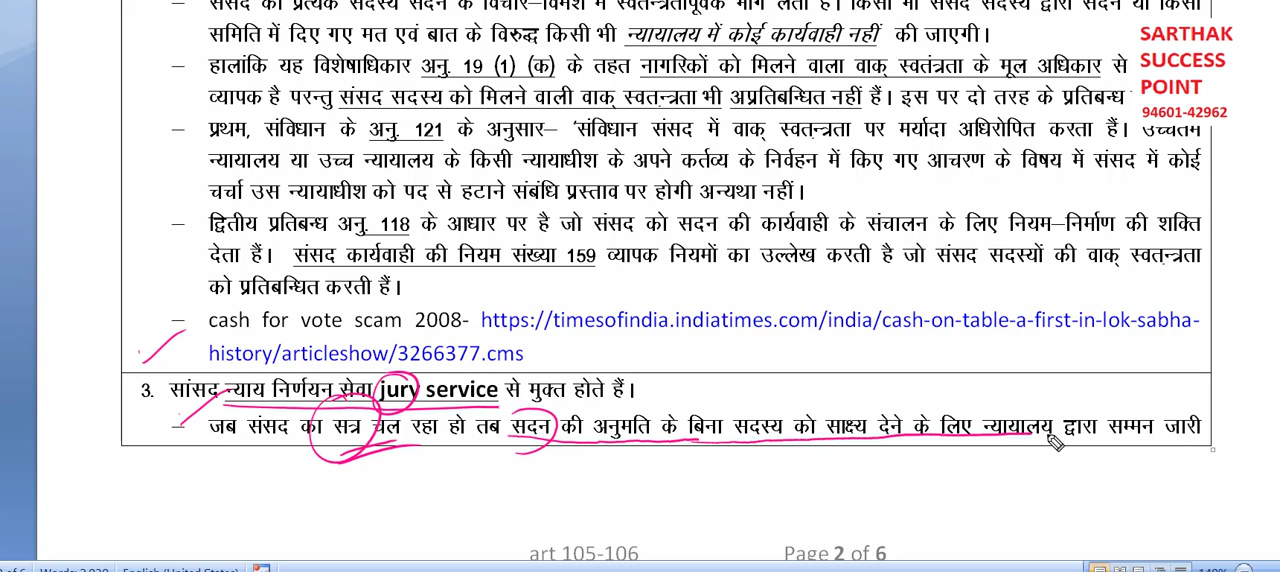 – संसद का प्रत्येक सदस्य सदन के विचार–विमर्श में स्वतन्त्रतापूर्वक भाग लेता है। किसी भी संसद सदस्य द्वारा सदन या किसी
समिति में दिए गए मत एवं बात के विरुद्ध किसी भी न्यायालय में कोई कार्यवाही नहीं की जाएगी।
– हालांकि यह विशेषाधिकार अनु. 19 (1) (क) के तहत नागरिकों को मिलने वाला वाक् स्वतंत्रता के मूल अधिकार से
व्यापक है परन्तु संसद सदस्य को मिलने वाली वाक् स्वतन्त्रता भी अप्रतिबन्धित नहीं हैं। इस पर दो तरह के प्रतिबन्ध
– प्रथम, संविधान के अनु. 121 के अनुसार– 'संविधान संसद में वाक् स्वतन्त्रता पर मर्यादा अधिरोपित करता हैं। उच्चतम
न्यायालय या उच्च न्यायालय के किसी न्यायाधीश के अपने कर्तव्य के निर्वहन में किए गए आचरण के विषय में संसद में कोई
चर्चा उस न्यायाधीश को पद से हटाने संबंधि प्रस्ताव पर होगी अन्यथा नहीं।
– द्वितीय प्रतिबन्ध अनु. 118 के आधार पर है जो संसद को सदन की कार्यवाही के संचालन के लिए नियम–निर्माण की शक्ति
देता हैं। संसद कार्यवाही की नियम संख्या 159 व्यापक नियमों का उल्लेख करती है जो संसद सदस्यों की वाक् स्वतन्त्रता
को प्रतिबन्धित करती हैं।
– cash for vote scam 2008- https://timesofindia.indiatimes.com/india/cash-on-table-a-first-in-lok-sabha-
history/articleshow/3266377.cms
3. सांसद न्याय निर्णयन सेवा jury service से मुक्त होते हैं।
– जब संसद का सत्र चल रहा हो तब सदन की अनुमति के बिना सदस्य को साक्ष्य देने के लिए न्यायालय द्वारा सम्मन जारी
art 105-106 Page 2 of 6
SARTHAK
SUCCESS
POINT
94601-42962